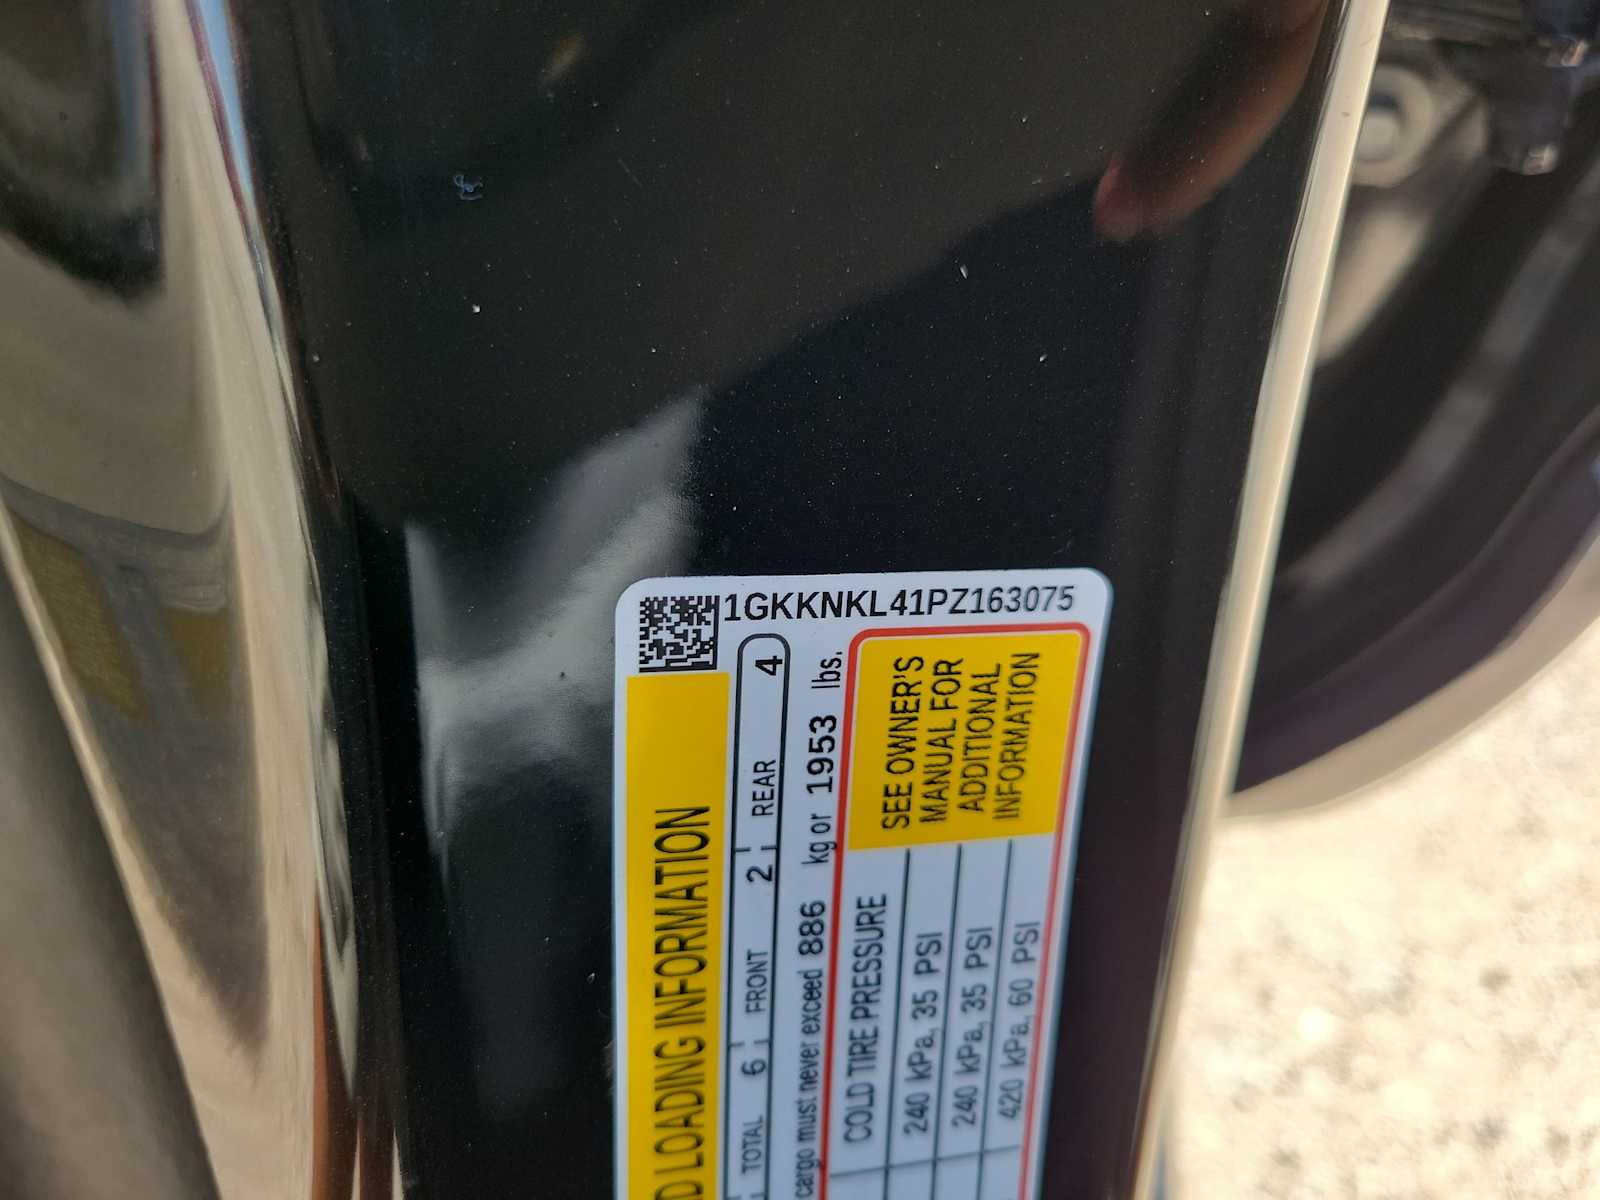 1GKKNKL41PZ163075
D LOADING INFORMATION
TOTAL 6 FRONT 2 REAR 4
cargo must never exceed 886 kg or 1953 lbs.
COLD TIRE PRESSURE
240 kPa, 35 PSI
240 kPa, 35 PSI
420 kPa, 60 PSI
SEE OWNER'S
MANUAL FOR
ADDITIONAL
INFORMATION